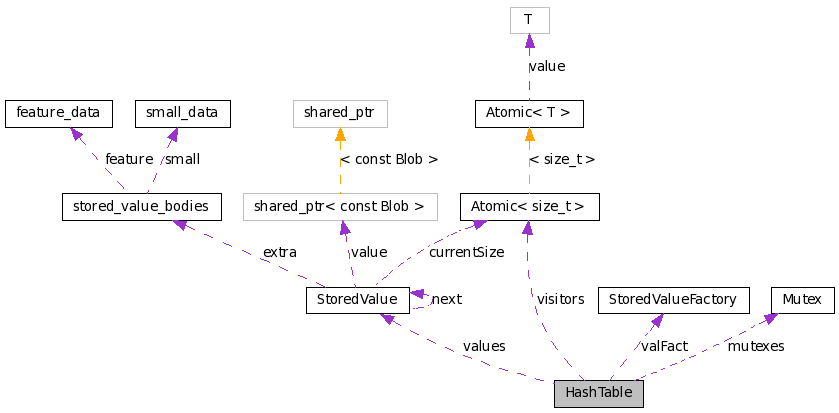 T
value
feature_data
small_data
shared_ptr
Atomic< T >
feature
small
< const Blob >
< size_t >
stored_value_bodies
shared_ptr< const Blob >
Atomic< size_t >
extra
value
currentSize
StoredValue
next
visitors
StoredValueFactory
Mutex
values
valFact
mutexes
HashTable